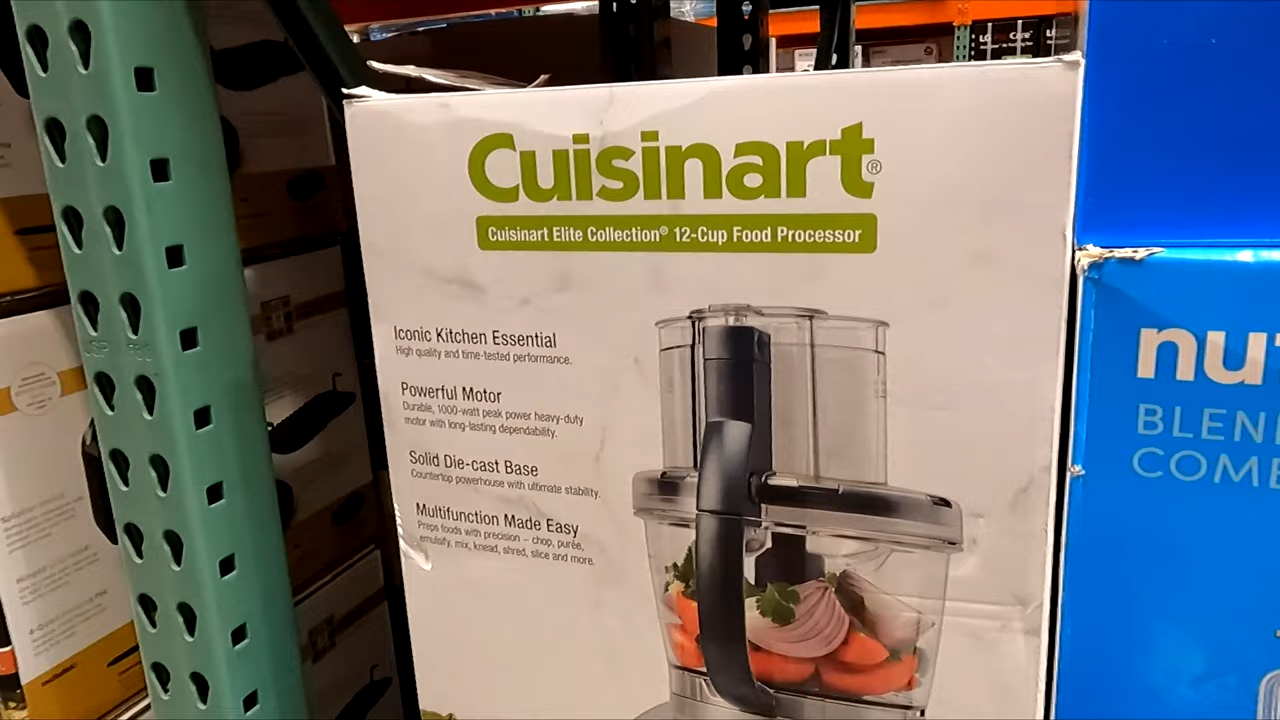 Cuisinart®
Cuisinart Elite Collection® 12-Cup Food Processor
Iconic Kitchen Essential
High quality and time-tested performance.
Powerful Motor
Durable, 1000-watt peak power heavy-duty
motor with long-lasting dependability.
Solid Die-cast Base
Countertop powerhouse with ultimate stability.
Multifunction Made Easy
Preps foods with precision – chop, purée,
emulsify, mix, knead, shred, slice and more.
nu
BLEN
COMB
LG
Care